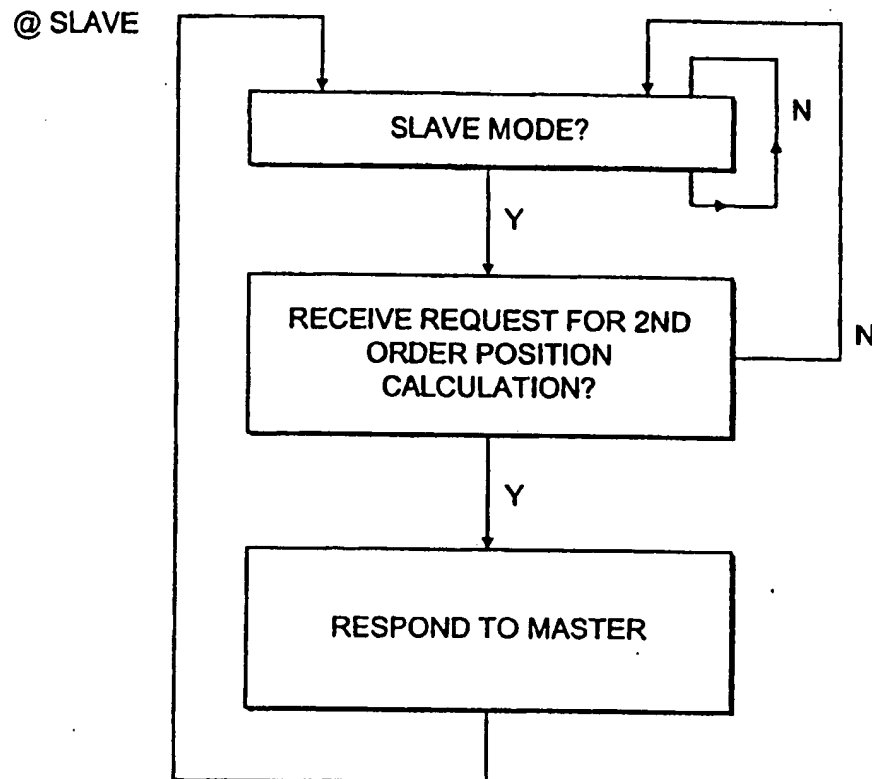 @ SLAVE
SLAVE MODE?
N
Y
RECEIVE REQUEST FOR 2ND
ORDER POSITION
CALCULATION?
N
Y
RESPOND TO MASTER